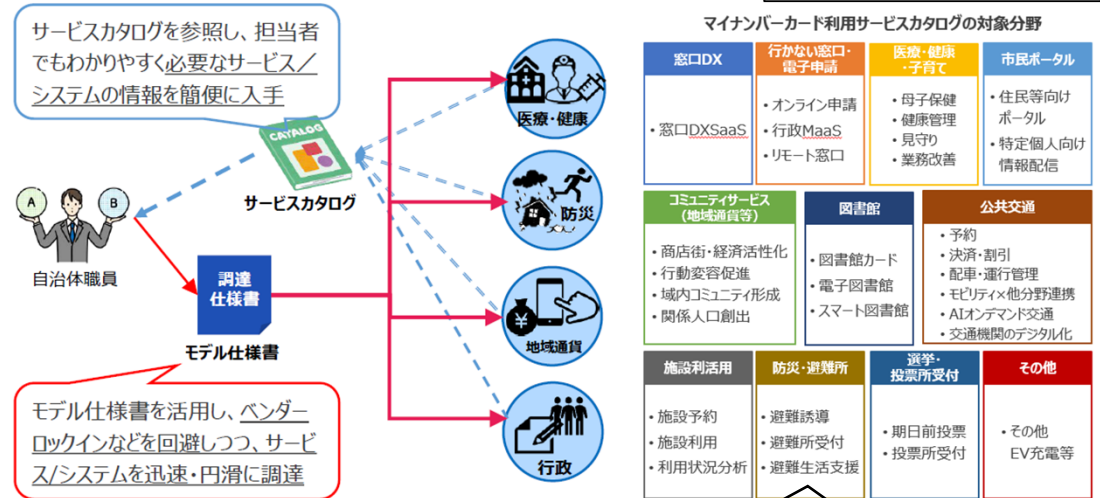 サービスカタログを参照し、担当者
でもわかりやすく必要なサービス／
システムの情報を簡便に入手
CAYALOG
サービスカタログ
A
B
自治体職員
調達
仕様書
モデル仕様書
モデル仕様書を活用し、ベンダー
ロックインなどを回避しつつ、サービ
ス/システムを迅速・円滑に調達
医療・健康
防災
¥
地域通貨
行政
マイナンバーカード利用サービスカタログの対象分野
窓口DX
・窓口DXSaaS
行かない窓口・
電子申請
・オンライン申請
・行政MaaS
・リモート窓口
医療・健康
・子育て
・母子保健
・健康管理
・見守り
・業務改善
市民ポータル
・住民等向け
ポータル
・特定個人向け
情報配信
コミュニティサービス
（地域通貨等）
・商店街・経済活性化
・行動変容促進
・域内コミュニティ形成
・関係人口創出
図書館
・図書館カード
・電子図書館
・スマート図書館
公共交通
・予約
・決済・割引
・配車・運行管理
・モビリティ×他分野連携
・AIオンデマンド交通
・交通機関のデジタル化
施設利活用
・施設予約
・施設利用
・利用状況分析
防災・避難所
・避難誘導
・避難所受付
・避難生活支援
選挙・
投票所受付
・期日前投票
・投票所受付
その他
・その他
EV充電等